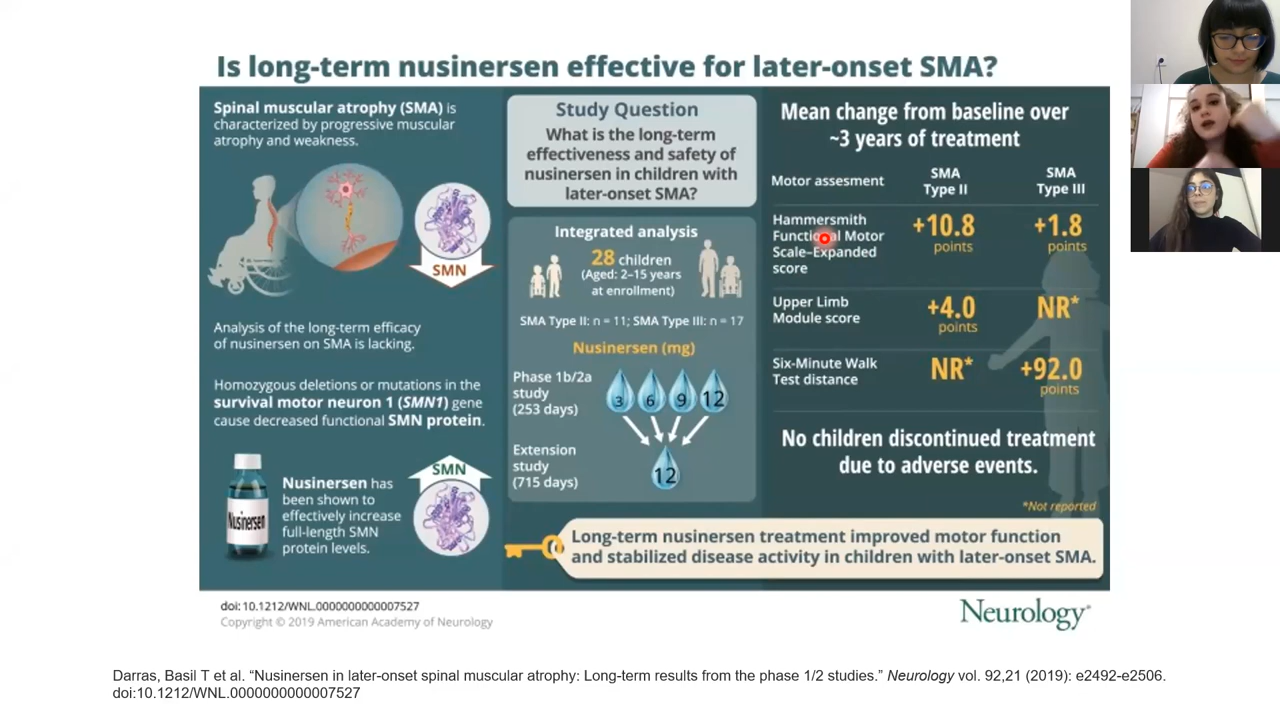 Is long-term nusinersen effective for later-onset SMA?
Spinal muscular atrophy (SMA) is
characterized by progressive muscular
atrophy and weakness.
SMN
Analysis of the long-term efficacy
of nusinersen on SMA is lacking.
Homozygous deletions or mutations in the
survival motor neuron 1 (SMN1) gene
cause decreased functional SMN protein.
Nusinersen
Nusinersen has
been shown to
effectively increase
full-length SMN
protein levels.
SMN
Study Question
What is the long-term
effectiveness and safety of
nusinersen in children with
later-onset SMA?
Integrated analysis
28 children
(Aged: 2–15 years
at enrollment)
SMA Type II: n = 11; SMA Type III: n = 17
Nusinersen (mg)
Phase 1b/2a
study
(253 days)
3 6 9 12
Extension
study
(715 days)
12
Mean change from baseline over
~3 years of treatment
Motor assesment
SMA
Type II
SMA
Type III
Hammersmith
Functional Motor
Scale–Expanded
score
+10.8
points
+1.8
points
Upper Limb
Module score
+4.0
points
NR*
Six-Minute Walk
Test distance
NR*
+92.0
points
No children discontinued treatment
due to adverse events.
*Not reported
Long-term nusinersen treatment improved motor function
and stabilized disease activity in children with later-onset SMA.
doi:10.1212/WNL.0000000000007527
Copyright © 2019 American Academy of Neurology
Neurology®
Darras, Basil T et al. “Nusinersen in later-onset spinal muscular atrophy: Long-term results from the phase 1/2 studies.” Neurology vol. 92,21 (2019): e2492-e2506.
doi:10.1212/WNL.0000000000007527